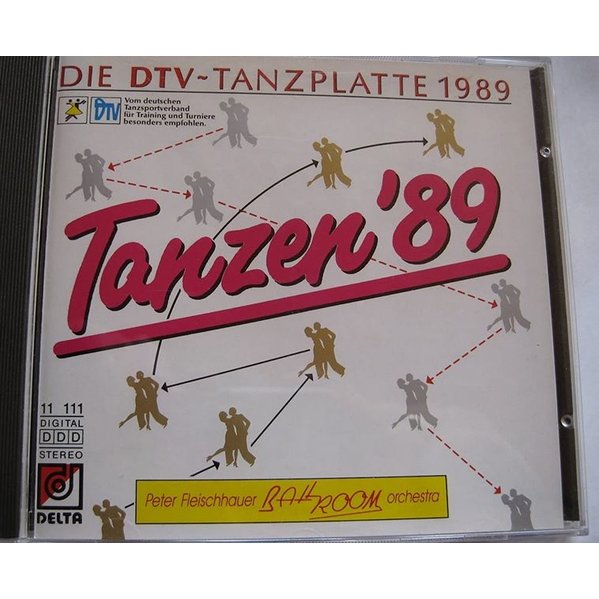 DIE DTV~TANZPLATTE 1989
DTV
Vom deutschen
Tanzsportverband
für Training und Turniere
besonders empfohlen.
Tanzen '89
11 111
DIGITAL
DDD
STEREO
DELTA
Peter Fleischhauer BALLROOM orchestra